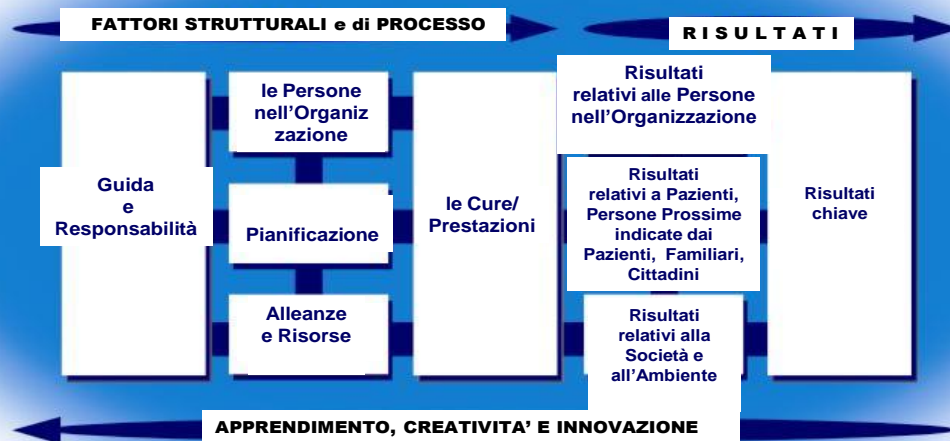 FATTORI STRUTTURALI e di PROCESSO
R I S U L T A T I
Guida
e
Responsabilità
le Persone
nell'Organiz
zazione
Pianificazione
Alleanze
e Risorse
le Cure/
Prestazioni
Risultati
relativi alle Persone
nell'Organizzazione
Risultati
relativi a Pazienti,
Persone Prossime
indicate dai
Pazienti, Familiari,
Cittadini
Risultati
relativi alla
Società e
all'Ambiente
Risultati
chiave
APPRENDIMENTO, CREATIVITA' E INNOVAZIONE